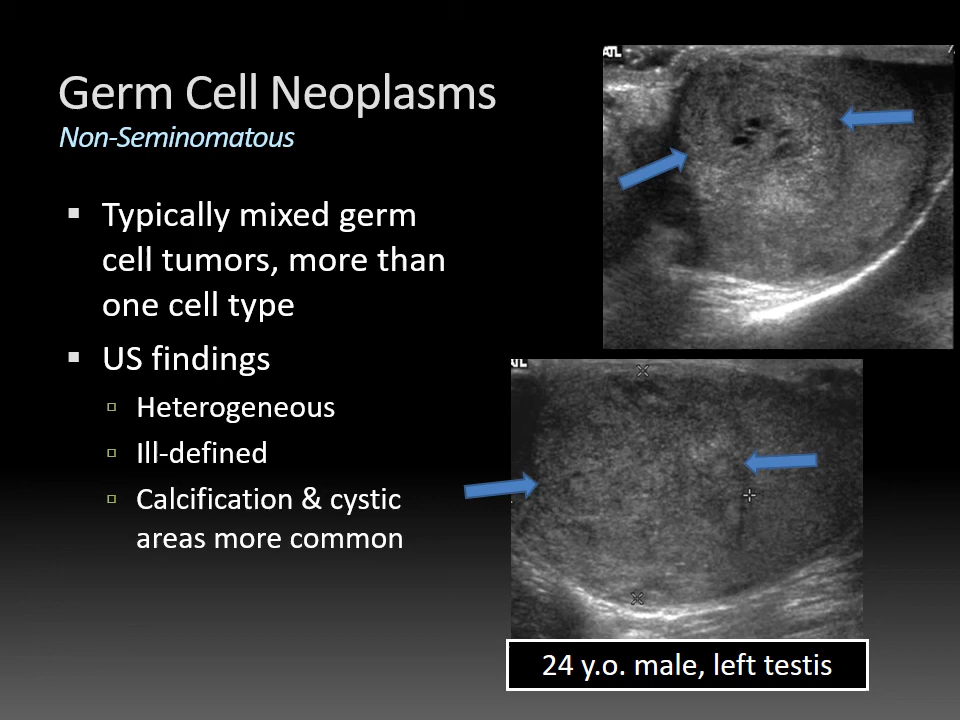 Germ Cell Neoplasms
Non-Seminomatous
▪ Typically mixed germ
cell tumors, more than
one cell type
▪ US findings
▫ Heterogeneous
▫ Ill-defined
▫ Calcification & cystic
areas more common
ATL
24 y.o. male, left testis